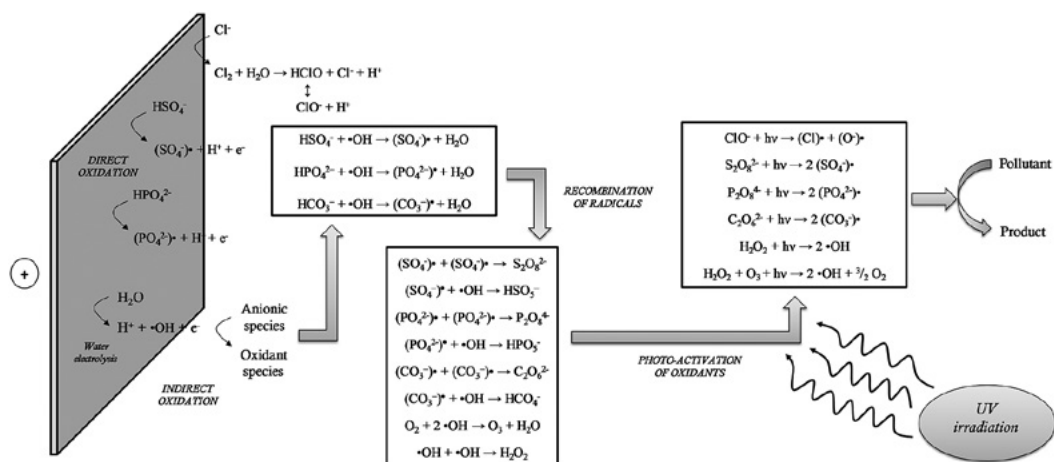 Cl⁻
Cl₂ + H₂O → HClO + Cl⁻ + H⁺
↕
ClO⁻ + H⁺
HSO₄⁻
(SO₄⁻)• + H⁺ + e⁻
DIRECT
OXIDATION
HPO₄²⁻
(PO₄²⁻)• + H⁺ + e⁻
+
H₂O
H⁺ + •OH + e⁻
Water
electrolysis
Anionic
species
Oxidant
species
INDIRECT
OXIDATION
HSO₄⁻ + •OH → (SO₄⁻)• + H₂O
HPO₄²⁻ + •OH → (PO₄²⁻)• + H₂O
HCO₃⁻ + •OH → (CO₃⁻)• + H₂O
RECOMBINATION
OF RADICALS
(SO₄⁻)• + (SO₄⁻)• → S₂O₈²⁻
(SO₄⁻)• + •OH → HSO₅⁻
(PO₄²⁻)• + (PO₄²⁻)• → P₂O₈⁴⁻
(PO₄²⁻)• + •OH → HPO₅⁻
(CO₃⁻)• + (CO₃⁻)• → C₂O₆²⁻
(CO₃⁻)• + •OH → HCO₄⁻
O₂ + 2 •OH → O₃ + H₂O
•OH + •OH → H₂O₂
PHOTO-ACTIVATION
OF OXIDANTS
ClO⁻ + hν → (Cl)• + (O⁻)•
S₂O₈²⁻ + hν → 2 (SO₄⁻)•
P₂O₈⁴⁻ + hν → 2 (PO₄²⁻)•
C₂O₆²⁻ + hν → 2 (CO₃⁻)•
H₂O₂ + hν → 2 •OH
H₂O₂ + O₃ + hν → 2 •OH + ³/₂ O₂
Pollutant
Product
UV
irradiation